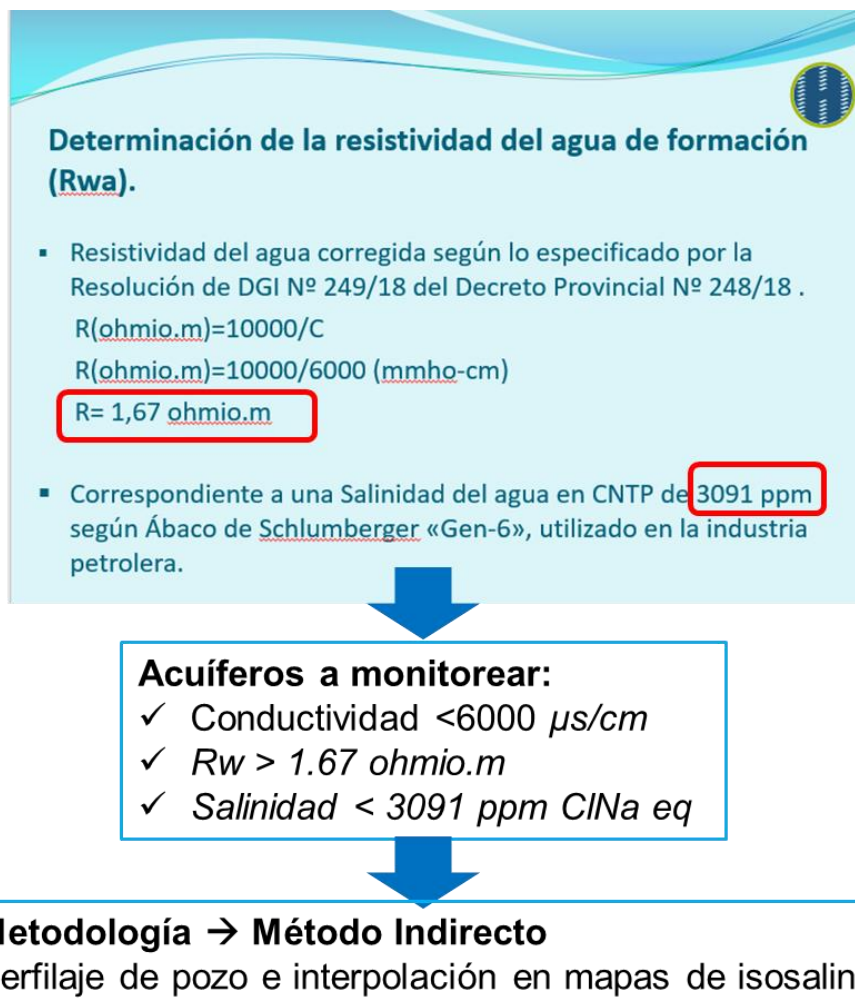 Determinación de la resistividad del agua de formación
(Rwa).
▪ Resistividad del agua corregida según lo especificado por la
Resolución de DGI Nº 249/18 del Decreto Provincial Nº 248/18 .
R(ohmio.m)=10000/C
R(ohmio.m)=10000/6000 (mmho-cm)
R= 1,67 ohmio.m
▪ Correspondiente a una Salinidad del agua en CNTP de 3091 ppm
según Ábaco de Schlumberger «Gen-6», utilizado en la industria
petrolera.
Acuíferos a monitorear:
✓ Conductividad <6000 µs/cm
✓ Rw > 1.67 ohmio.m
✓ Salinidad < 3091 ppm ClNa eq
etodología → Método Indirecto
erfilaje de pozo e interpolación en mapas de isosalin